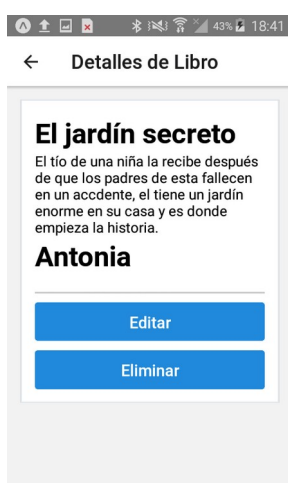 43% 18:41
Detalles de Libro
El jardín secreto
El tío de una niña la recibe después
de que los padres de esta fallecen
en un accdente, el tiene un jardín
enorme en su casa y es donde
empieza la historia.
Antonia
Editar
Eliminar